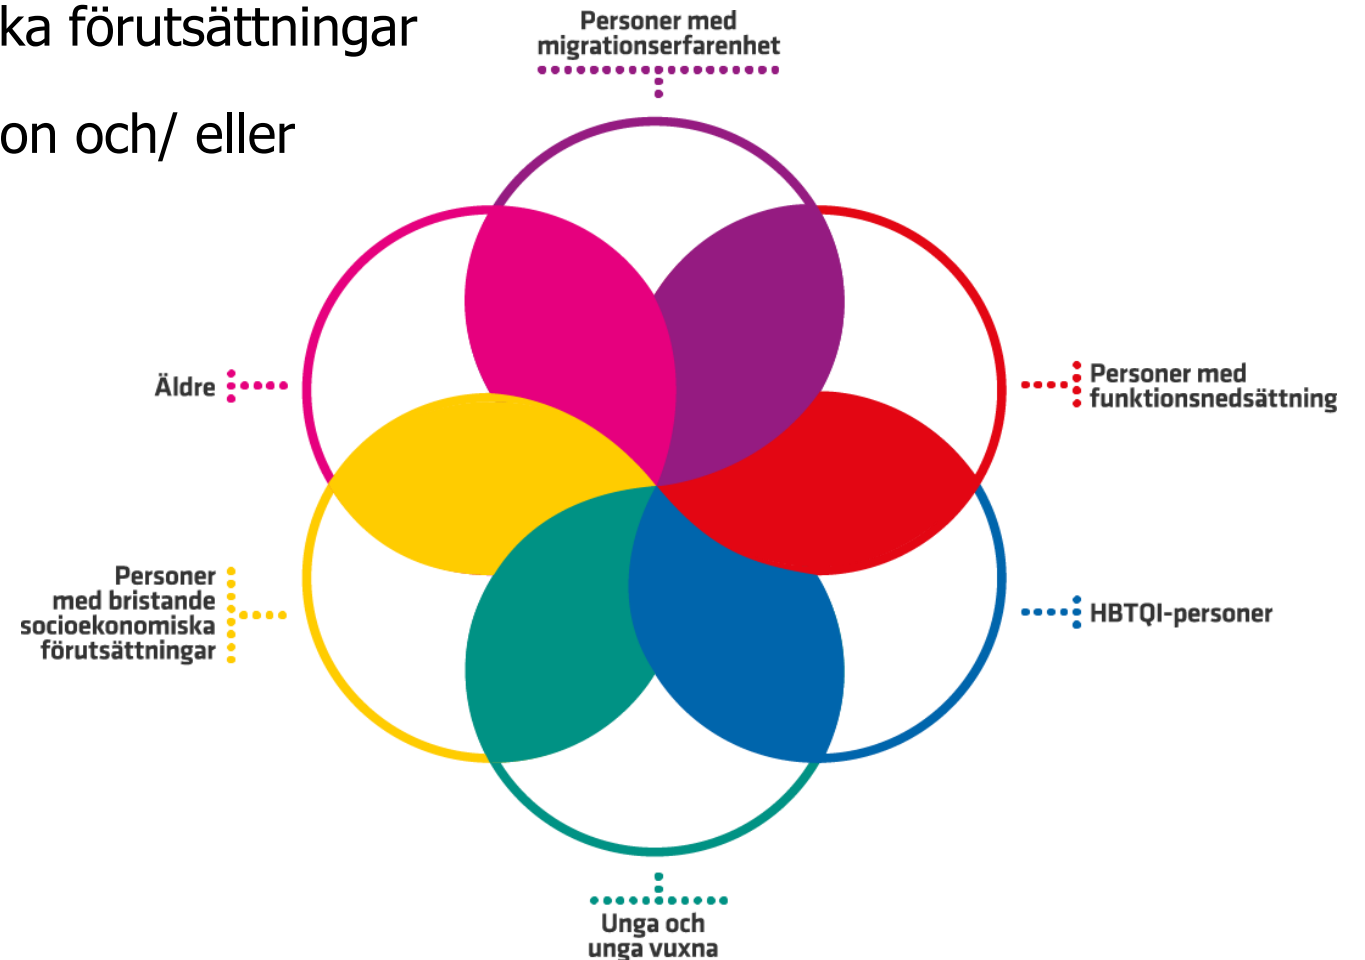 ka förutsättningar
on och/ eller
Personer med
migrationserfarenhet
Äldre
Personer med
funktionsnedsättning
Personer
med bristande
socioekonomiska
förutsättningar
HBTQI-personer
Unga och
unga vuxna